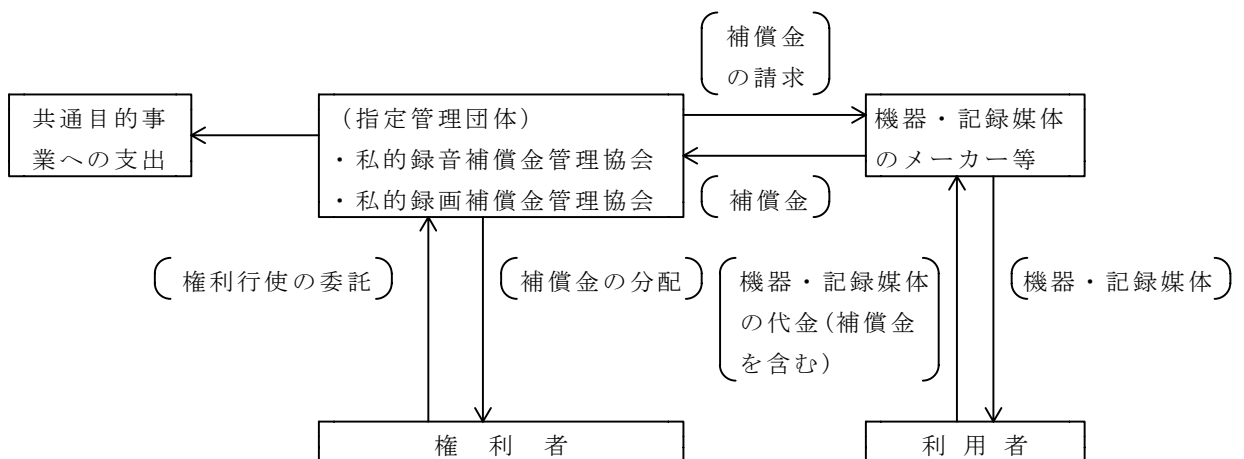 補償金
の請求
共通目的事
業への支出
(指定管理団体)
・私的録音補償金管理協会
・私的録画補償金管理協会
機器・記録媒体
のメーカー等
補償金
権利行使の委託
補償金の分配
機器・記録媒体
の代金(補償金
を含む)
機器・記録媒体
権利者
利用者